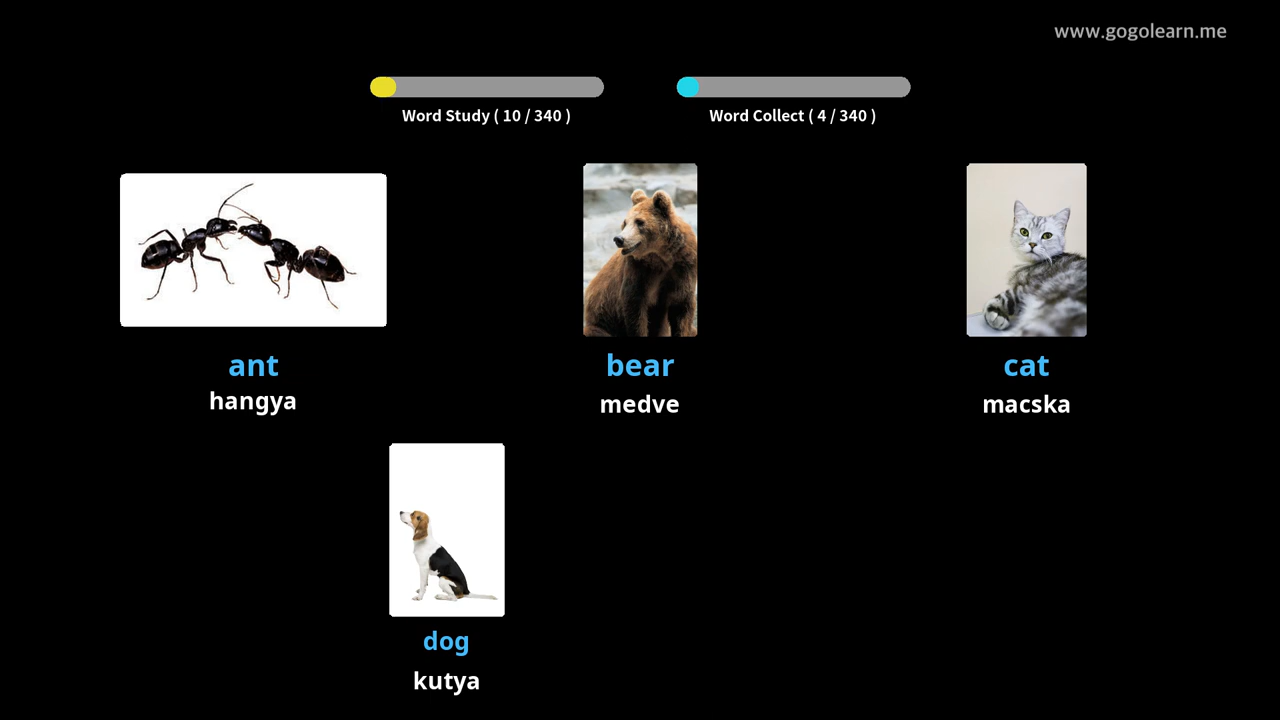 www.gogolearn.me
Word Study ( 10 / 340 )
Word Collect ( 4 / 340 )
ant
hangya
bear
medve
cat
macska
dog
kutya